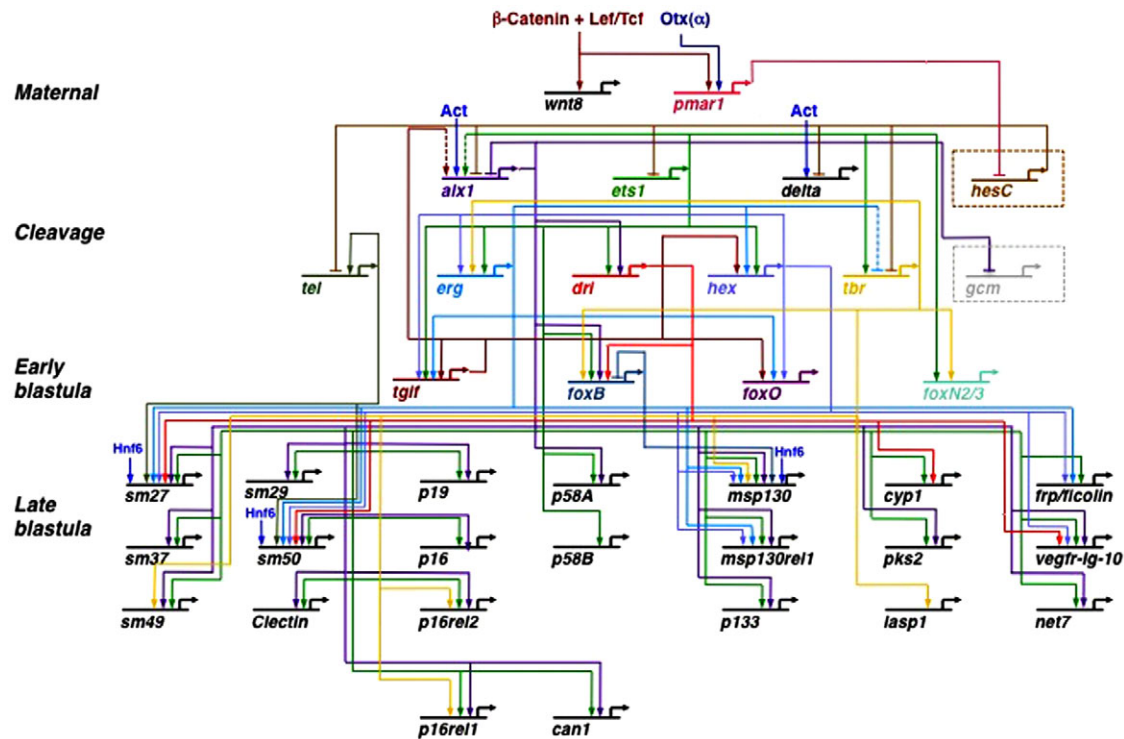 β-Catenin + Lef/Tcf Otx(α)
Maternal
wnt8 pmar1
Act Act
alx1 ets1 delta hesC
Cleavage
tel erg dri hex tbr gcm
Early
blastula
tgif foxB foxO foxN2/3
Hnf6 Hnf6
sm27 sm29 p19 p58A msp130 cyp1 frp/ficolin
Late
blastula
Hnf6
sm37 sm50 p16 p58B msp130rel1 pks2 vegfr-Ig-10
sm49 Clectin p16rel2 p133 lasp1 net7
p16rel1 can1